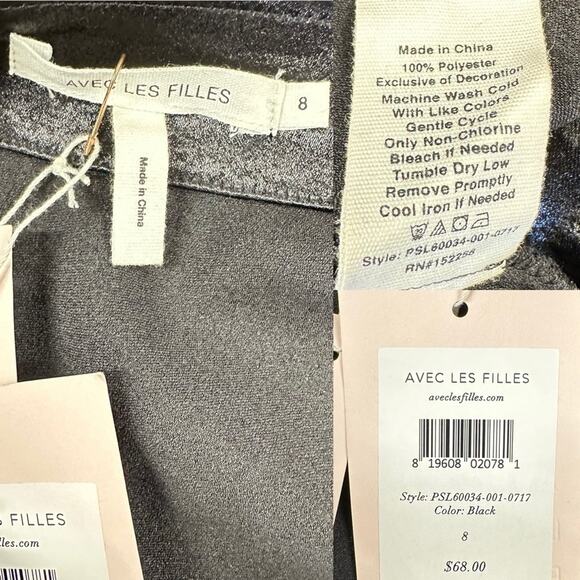 AVEC LES FILLES
8
Made in China
S FILLES
lles.com
Made in China
100% Polyester
Exclusive of Decoration
Machine Wash Cold
With Like Colors
Gentle Cycle
Only Non-Chlorine
Bleach if Needed
Tumble Dry Low
Remove Promptly
Cool Iron If Needed
Style: PSL60034-001-0717
RN#152256
AVEC LES FILLES
aveclesfilles.com
8 19608 02078 1
Style: PSL60034-001-0717
Color: Black
8
$68.00